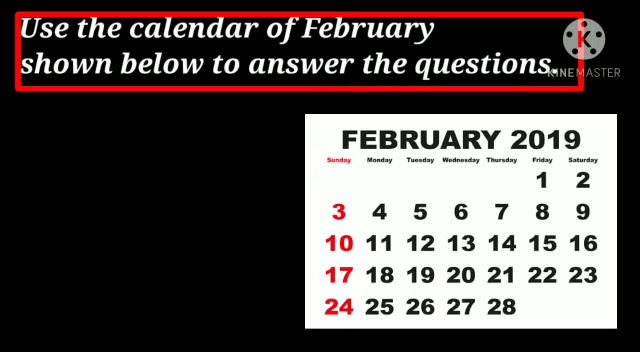 Use the calendar of February
shown below to answer the questions.
K
KINEMASTER
FEBRUARY 2019
Sunday Monday Tuesday Wednesday Thursday Friday Saturday
1 2
3 4 5 6 7 8 9
10 11 12 13 14 15 16
17 18 19 20 21 22 23
24 25 26 27 28